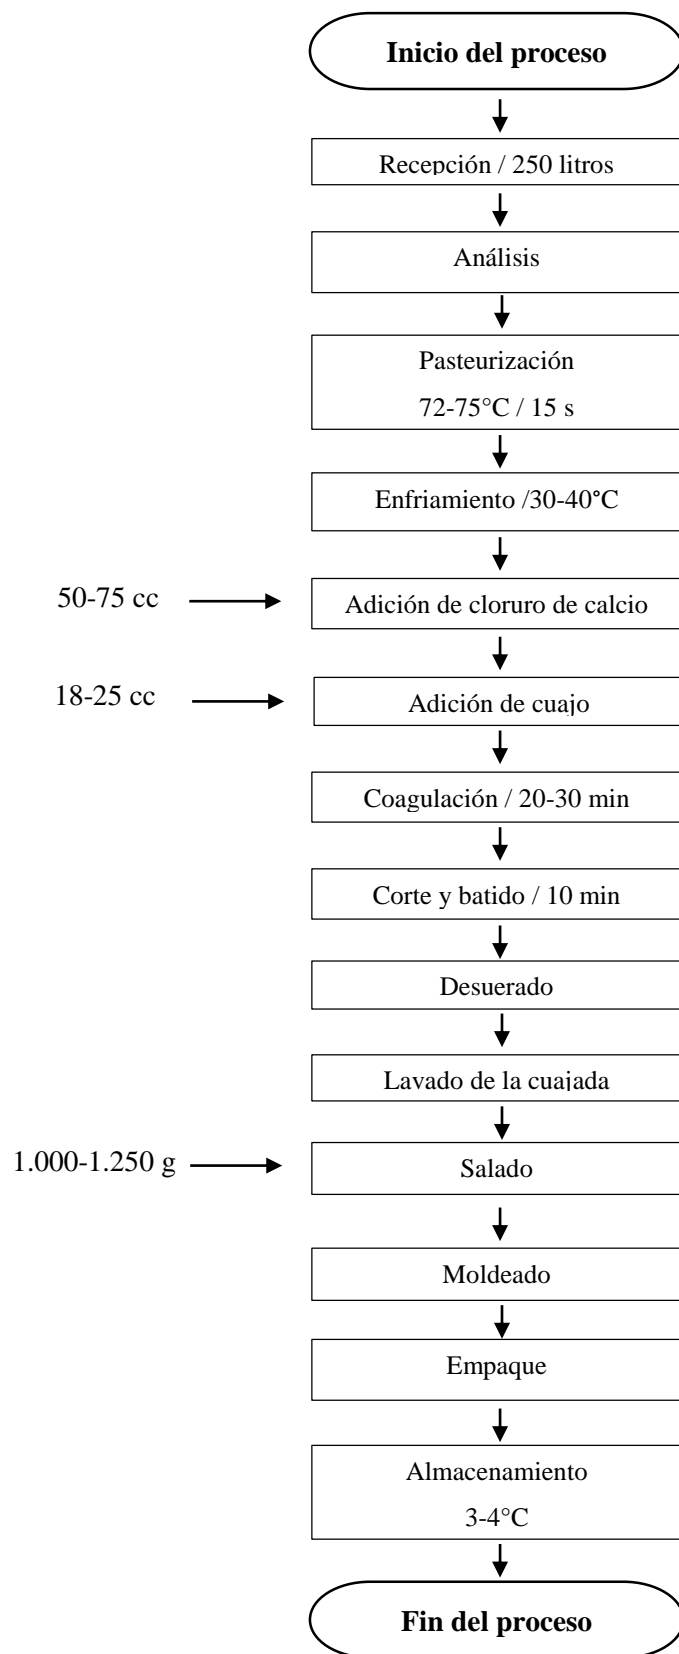 Inicio del proceso
Recepción / 250 litros
Análisis
Pasteurización
72-75°C / 15 s
Enfriamiento /30-40°C
50-75 cc
Adición de cloruro de calcio
18-25 cc
Adición de cuajo
Coagulación / 20-30 min
Corte y batido / 10 min
Desuerado
Lavado de la cuajada
1.000-1.250 g
Salado
Moldeado
Empaque
Almacenamiento
3-4°C
Fin del proceso